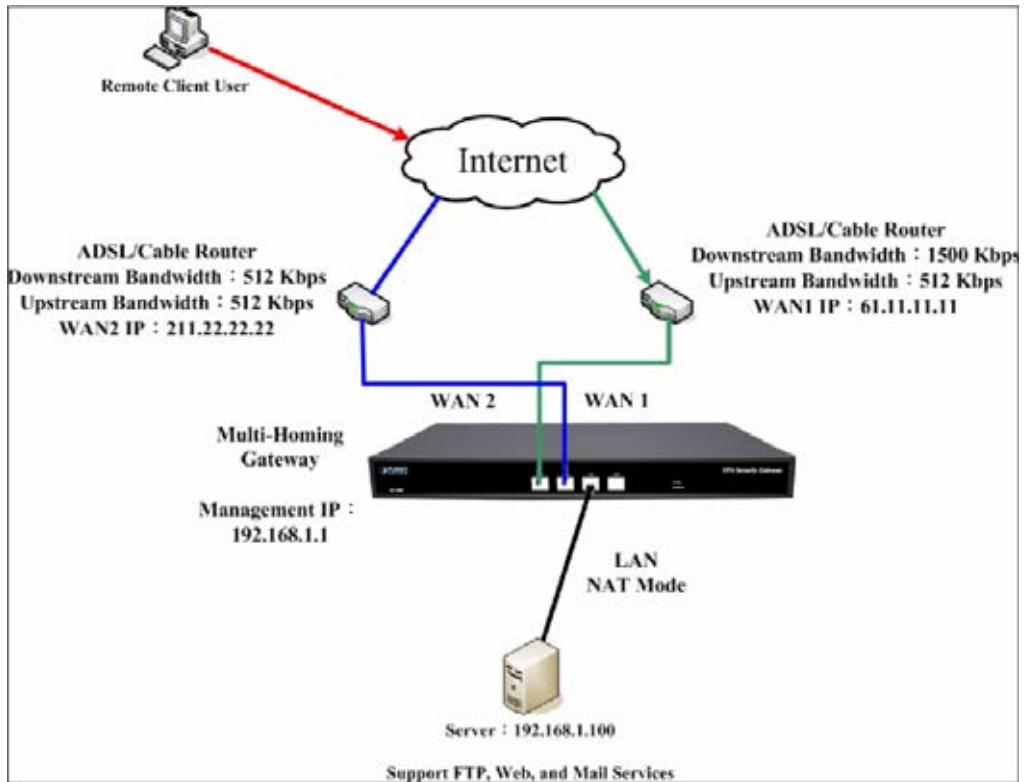 Remote Client User
Internet
ADSL/Cable Router
Downstream Bandwidth：512 Kbps
Upstream Bandwidth：512 Kbps
WAN2 IP：211.22.22.22
ADSL/Cable Router
Downstream Bandwidth：1500 Kbps
Upstream Bandwidth：512 Kbps
WAN1 IP：61.11.11.11
WAN 2
WAN 1
Multi-Homing
Gateway
Security Gateway
Management IP：
192.168.1.1
LAN
NAT Mode
Server：192.168.1.100
Support FTP, Web, and Mail Services